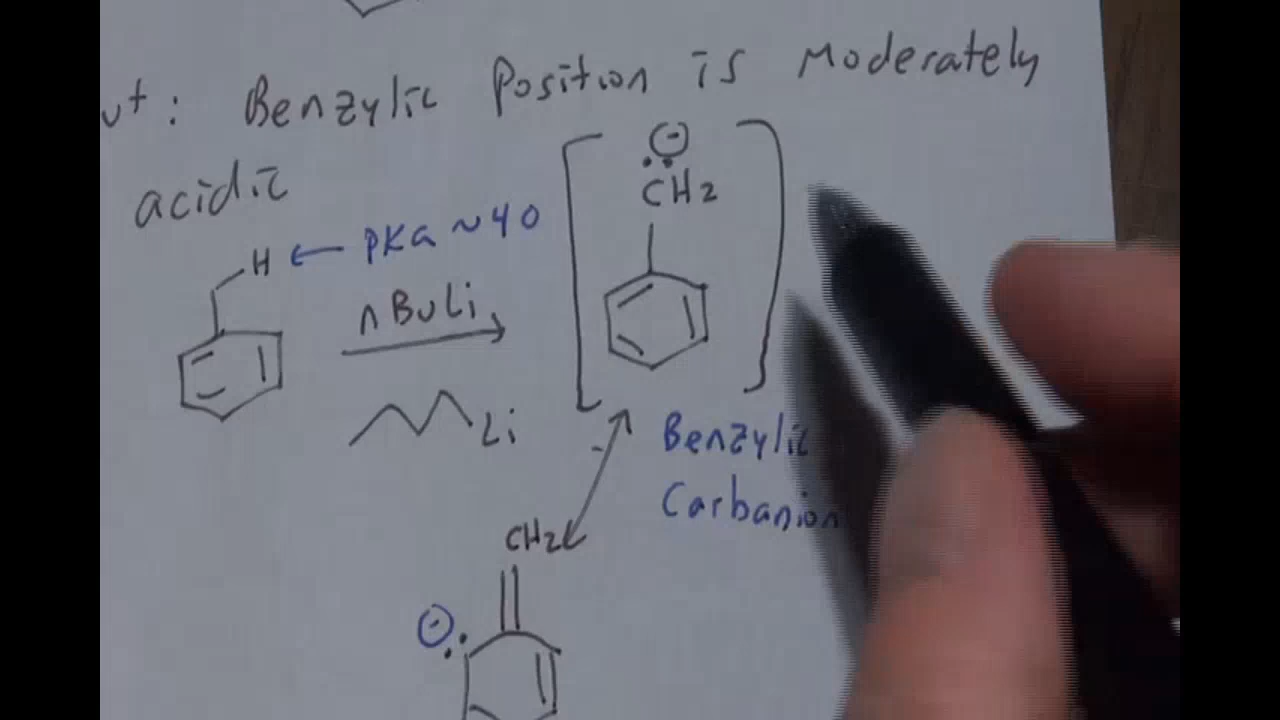 Benzylic Position is Moderately
acidic
CH2
H ← pKa ~ 40
nBuLi
Li
Benzylic
Carbanion
CH2